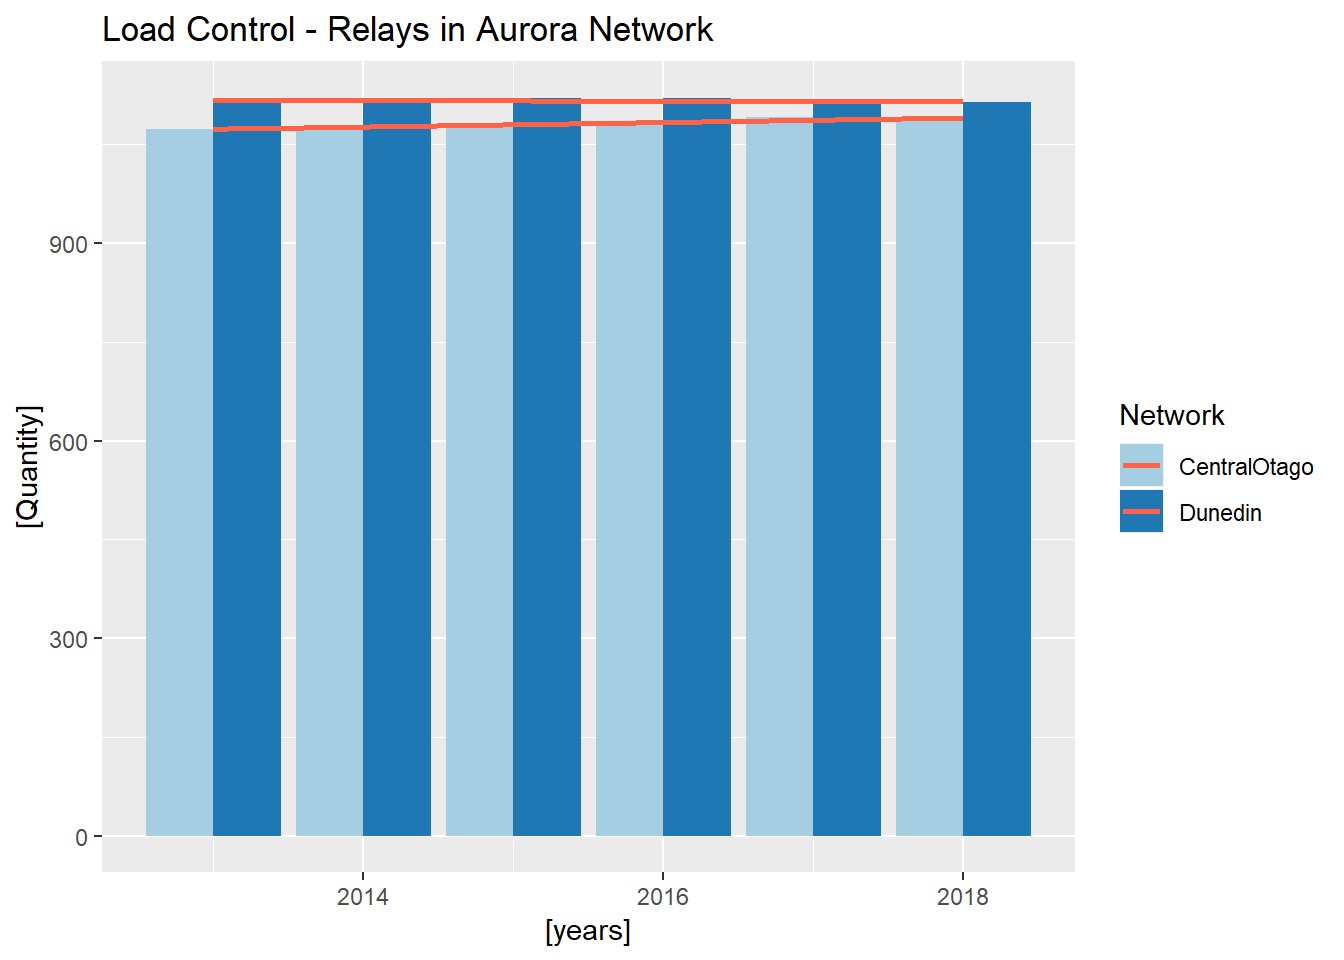 Load Control - Relays in Aurora Network
[Quantity]
900
600
300
0
2014
2016
2018
[years]
Network
CentralOtago
Dunedin